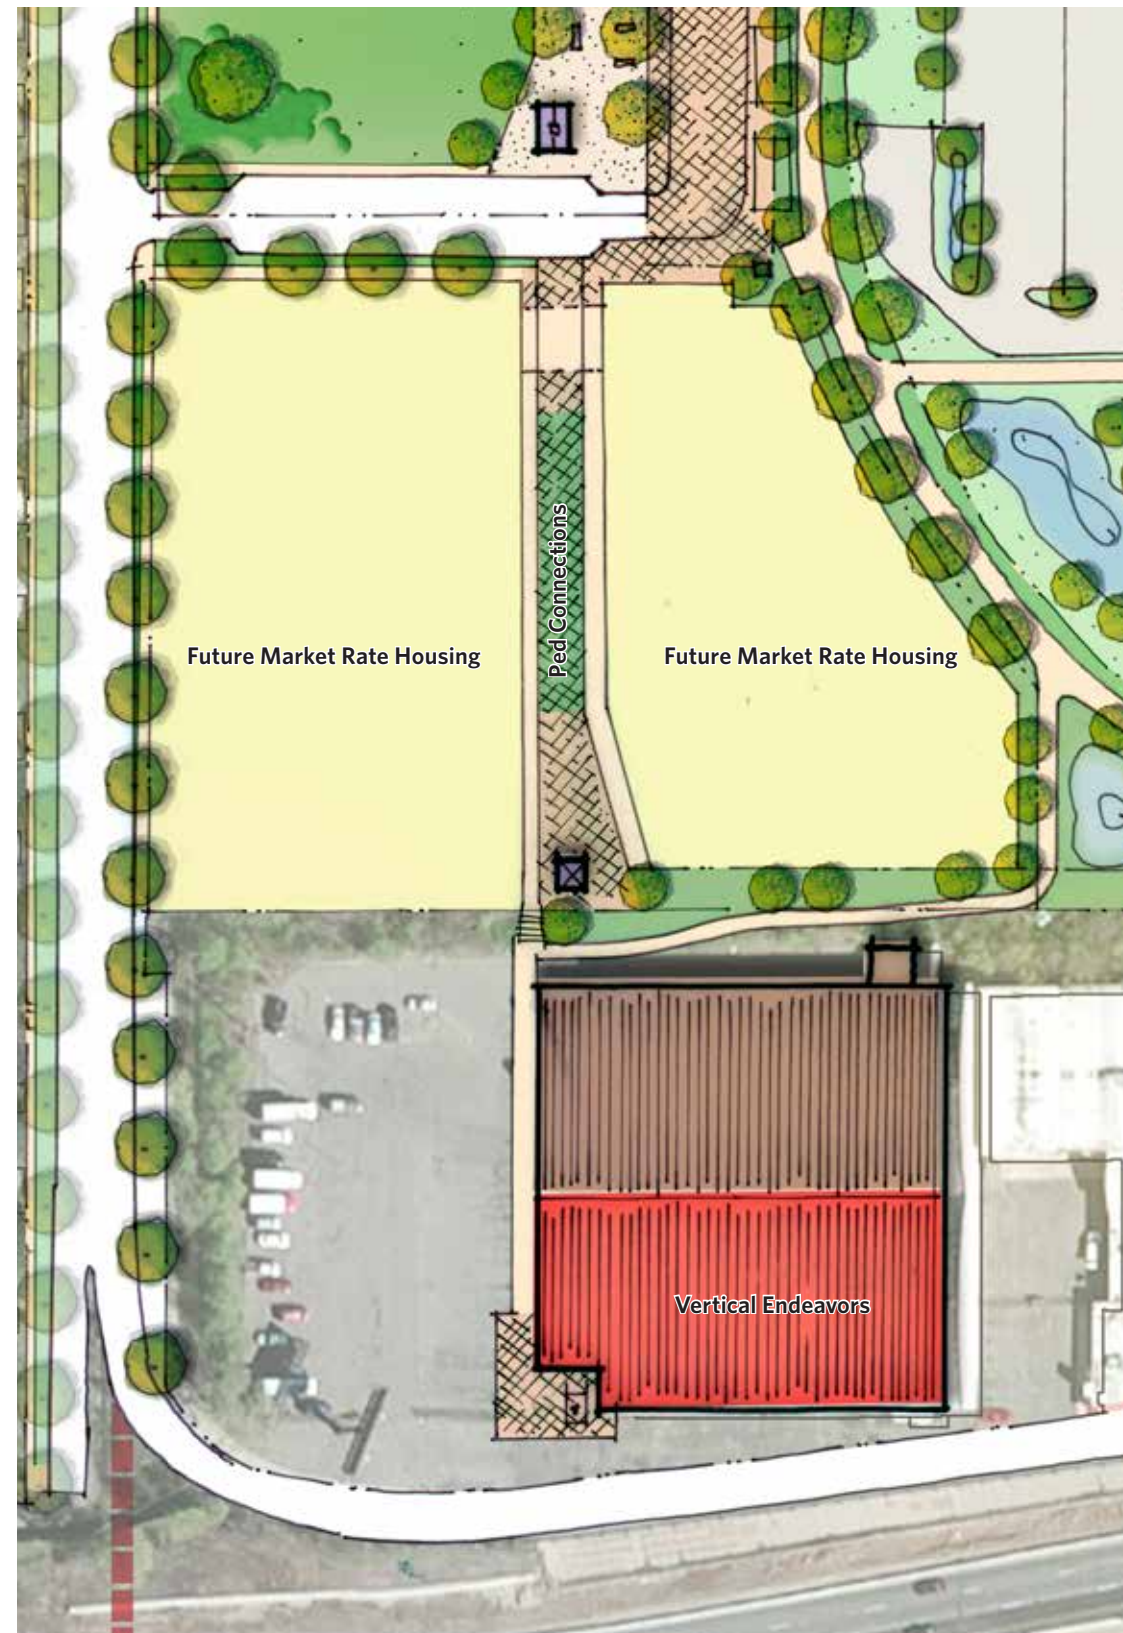 Future Market Rate Housing
Ped Connections
Future Market Rate Housing
Vertical Endeavors